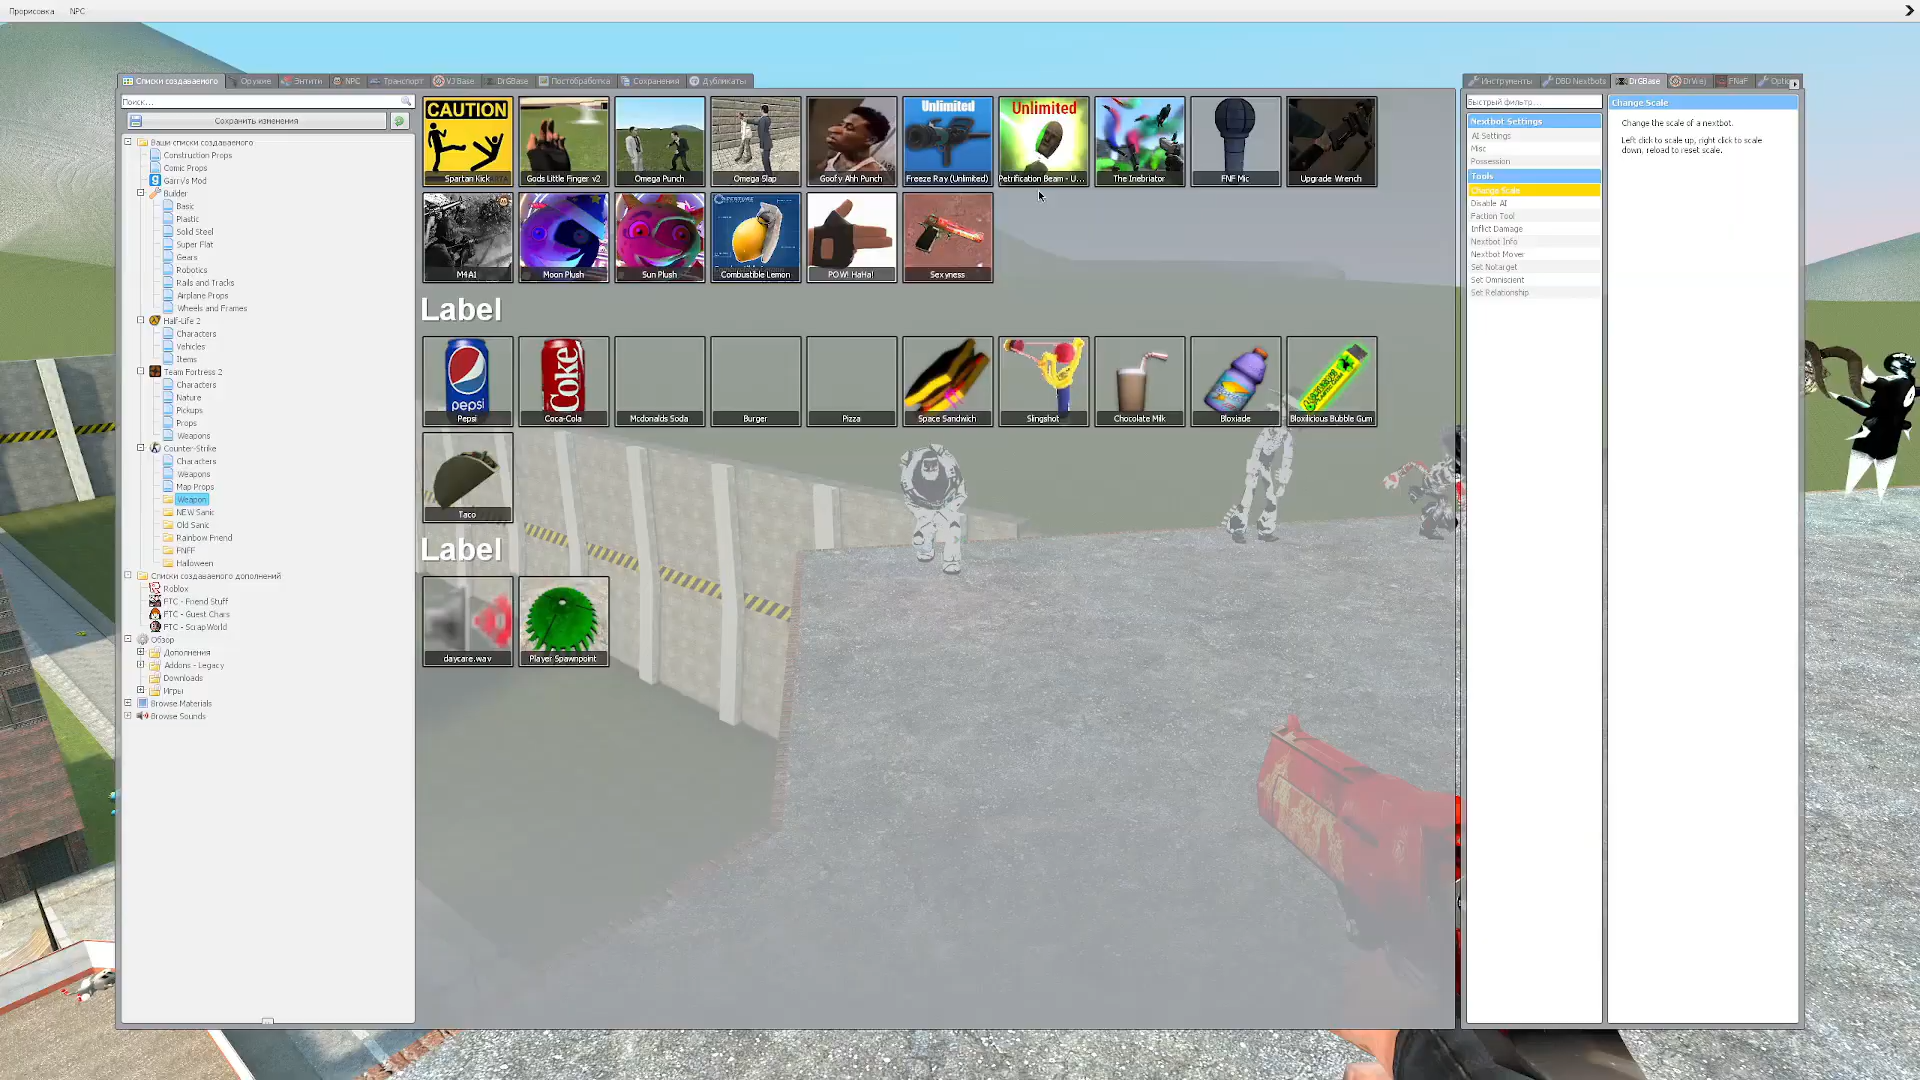 Прорисовка NPC
Списки создаваемого Оружие Энтити NPC Транспорт VJ Base DrGBase Постобработка Сохранения Дубликаты
Поиск...
Сохранить изменения
Ваши списки создаваемого
Construction Props
Comic Props
Garry's Mod
Builder
Basic
Plastic
Solid Steel
Super Flat
Gears
Robotics
Rails and Tracks
Airplane Props
Wheels and Frames
Half-Life 2
Characters
Vehicles
Items
Team Fortress 2
Characters
Nature
Pickups
Props
Weapons
Counter-Strike
Characters
Weapons
Map Props
Weapon
NEW Sanic
Old Sanic
Rainbow Friend
FNFF
Halloween
Списки создаваемого дополнений
Roblox
FTC - Friend Stuff
FTC - Guest Chars
FTC - ScrapWorld
Обзор
Дополнения
Addons - Legacy
Downloads
Игры
Browse Materials
Browse Sounds
CAUTION
Unlimited
Unlimited
Spartan Kick
Gods Little Finger v2
Omega Punch
Omega Slap
Goofy Ahh Punch
Freeze Ray (Unlimited)
Petrification Beam - U...
The Inebriator
FNF Mic
Upgrade Wrench
M4A1
Moon Plush
Sun Plush
Combustible Lemon
POW! HaHa!
Sexyness
Label
pepsi
Coke
Pepsi
Coca-Cola
Mcdonalds Soda
Burger
Pizza
Space Sandwich
Slingshot
Chocolate Milk
Bloxiade
Bloxilicious Bubble Gum
Taco
Label
daycare.wav
Player Spawnpoint
Инструменты DBD Nextbots DrGBase FNaF
Быстрый фильтр...
Nextbot Settings
AI Settings
Misc
Possession
Tools
Change Scale
Disable AI
Faction Tool
Inflict Damage
Nextbot Info
Nextbot Mover
Set Notarget
Set Omniscient
Set Relationship
Change Scale
Change the scale of a nextbot.
Left click to scale up, right click to scale
down, reload to reset scale.